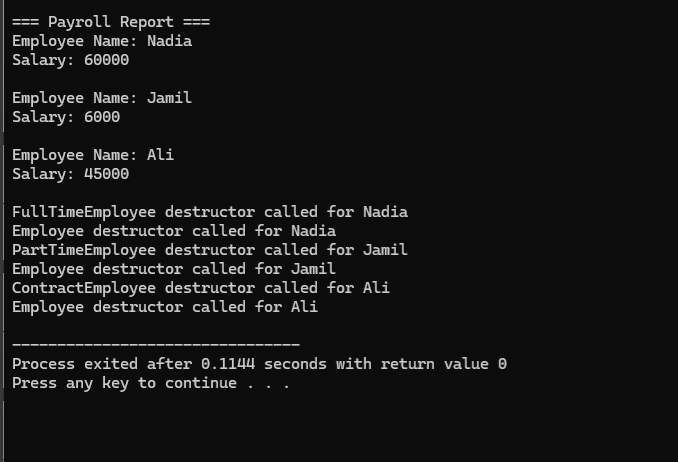 === Payroll Report ===
Employee Name: Nadia
Salary: 60000
Employee Name: Jamil
Salary: 6000
Employee Name: Ali
Salary: 45000
FullTimeEmployee destructor called for Nadia
Employee destructor called for Nadia
PartTimeEmployee destructor called for Jamil
Employee destructor called for Jamil
ContractEmployee destructor called for Ali
Employee destructor called for Ali
--------------------------------
Process exited after 0.1144 seconds with return value 0
Press any key to continue . . .